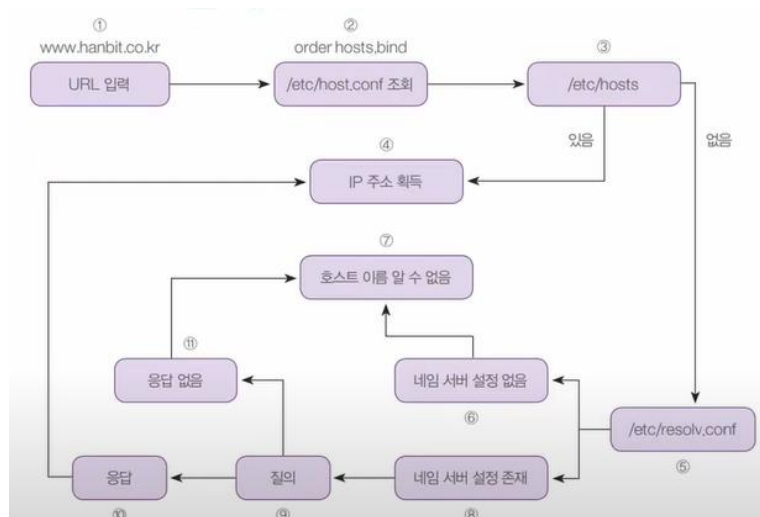 ①
www.hanbit.co.kr
URL 입력
②
order hosts,bind
/etc/host.conf 조회
③
/etc/hosts
있음
없음
④
IP 주소 획득
⑦
호스트 이름 알 수 없음
⑪
응답 없음
네임 서버 설정 없음
⑥
/etc/resolv.conf
⑤
응답
⑩
질의
⑨
네임 서버 설정 존재
⑧